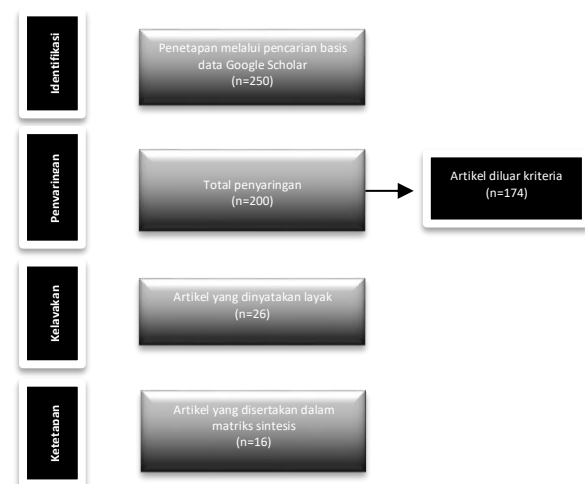 Identifikasi
Penetapan melalui pencarian basis
data Google Scholar
(n=250)
Penyaringan
Total penyaringan
(n=200)
Artikel diluar kriteria
(n=174)
Kelayakan
Artikel yang dinyatakan layak
(n=26)
Ketetapan
Artikel yang disertakan dalam
matriks sintesis
(n=16)